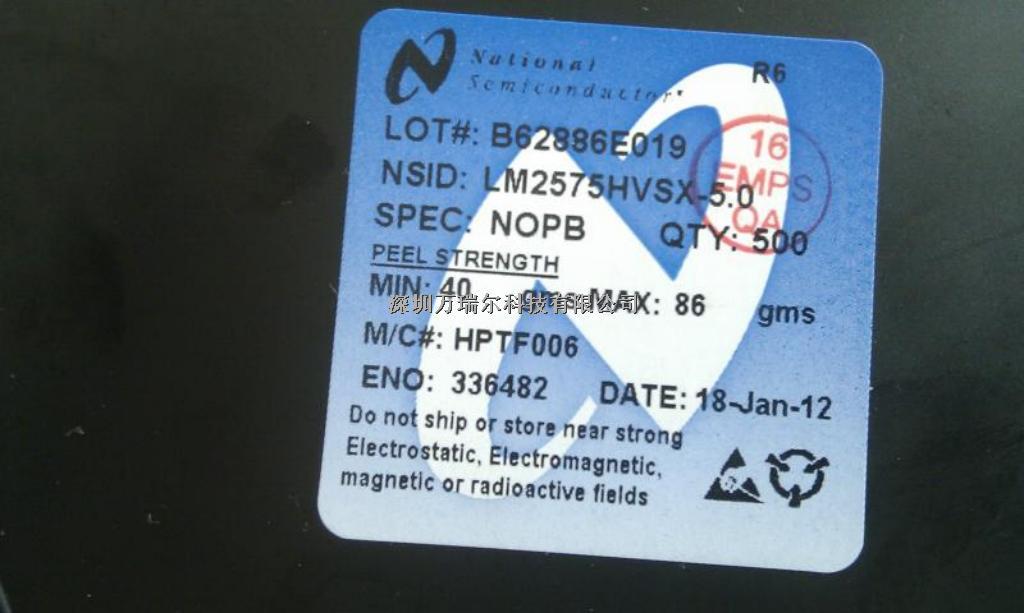 National
Semiconductor
R6
LOT#: B62886E019
16
EMPS
QA
NSID: LM2575HVSX-5.0
SPEC: NOPB QTY: 500
PEEL STRENGTH
MIN: 40 gms MAX: 86 gms
深圳万瑞尔科技有限公司
M/C#: HPTF006
ENO: 336482 DATE: 18-Jan-12
Do not ship or store near strong
Electrostatic, Electromagnetic,
magnetic or radioactive fields